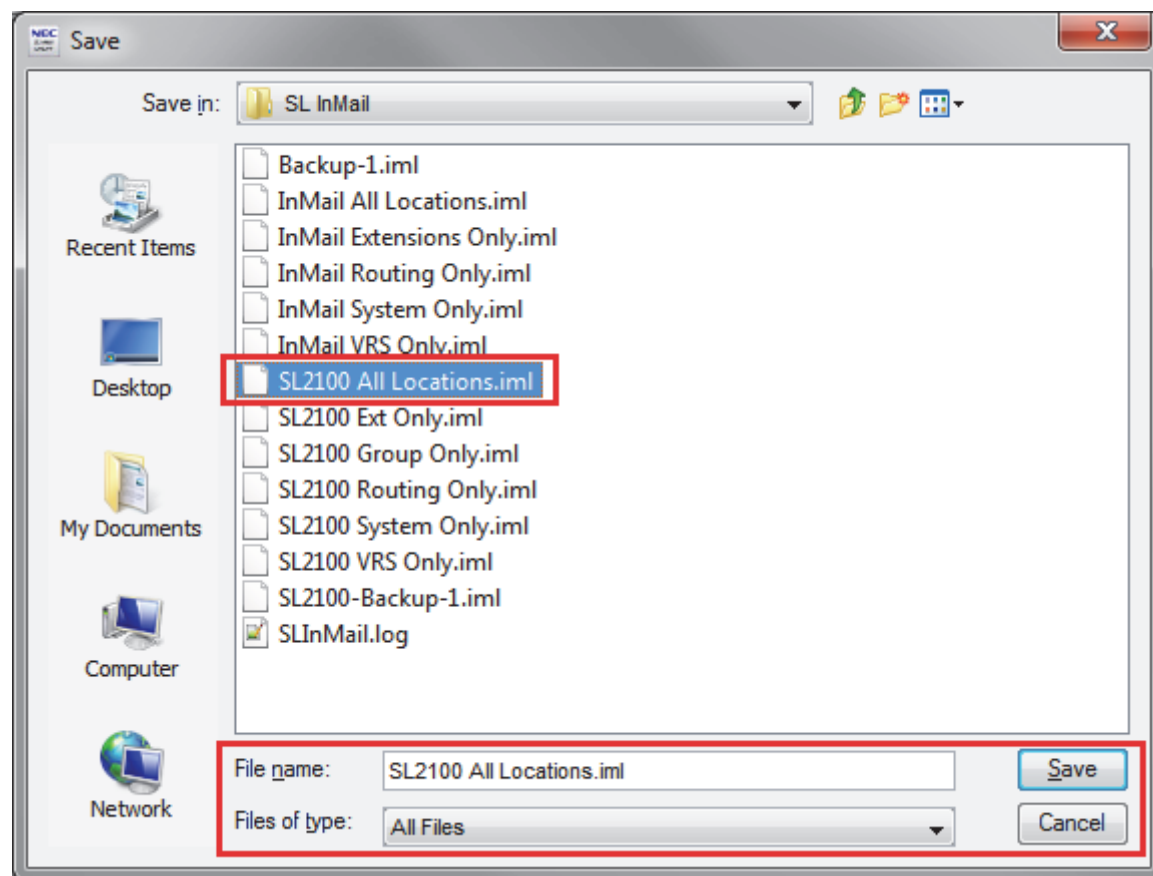 NEC
Save
X
Save in:
SL InMail
Backup-1.iml
InMail All Locations.iml
InMail Extensions Only.iml
InMail Routing Only.iml
InMail System Only.iml
InMail VRS Only.iml
SL2100 All Locations.iml
SL2100 Ext Only.iml
SL2100 Group Only.iml
SL2100 Routing Only.iml
SL2100 System Only.iml
SL2100 VRS Only.iml
SL2100-Backup-1.iml
SLInMail.log
Recent Items
Desktop
My Documents
Computer
Network
File name:
SL2100 All Locations.iml
Save
Files of type:
All Files
Cancel